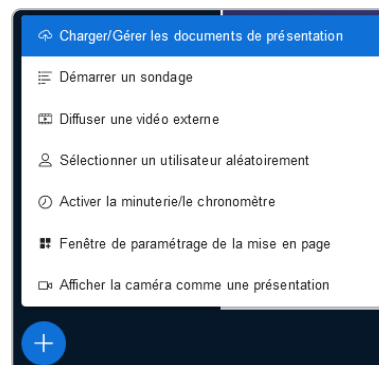 Charger/Gérer les documents de présentation
Démarrer un sondage
Diffuser une vidéo externe
Sélectionner un utilisateur aléatoirement
Activer la minuterie/le chronomètre
Fenêtre de paramétrage de la mise en page
Afficher la caméra comme une présentation